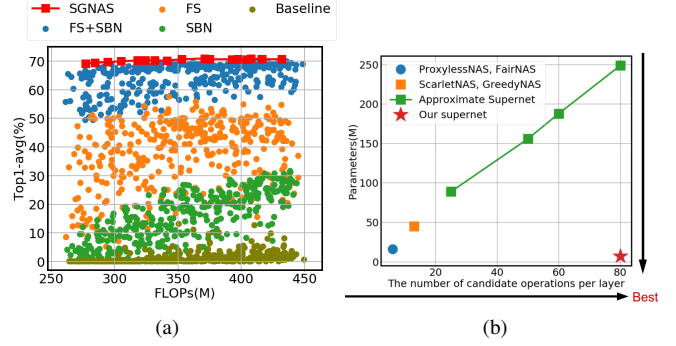 SGNAS FS Baseline
FS+SBN SBN
Top1-avg(%)
70
60
50
40
30
20
10
0
250 300 350 400 450
FLOPs(M)
(a)
ProxylessNAS, FairNAS
ScarletNAS, GreedyNAS
Approximate Supernet
Our supernet
Parameters(M)
250
200
150
100
50
0
20 40 60 80
The number of candidate operations per layer
Best
(b)